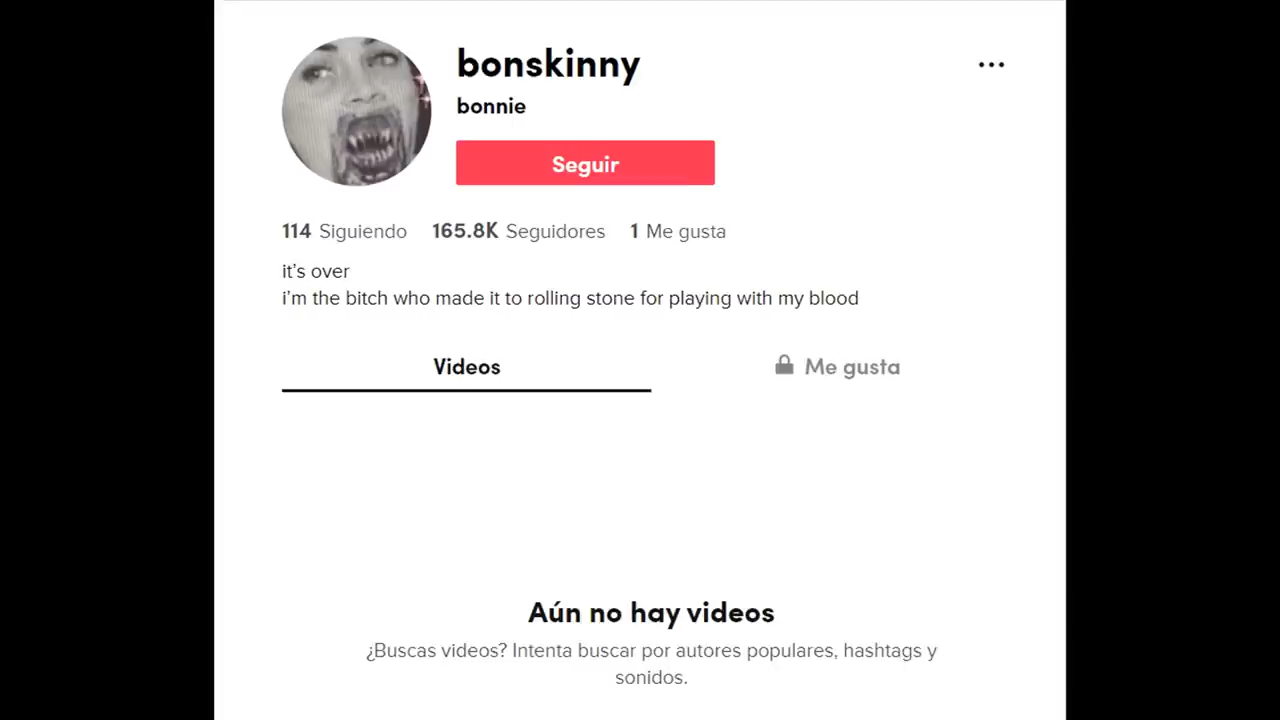 bonskinny
...
bonnie
Seguir
114 Siguiendo 165.8K Seguidores 1 Me gusta
it's over
i'm the bitch who made it to rolling stone for playing with my blood
Videos Me gusta
Aún no hay videos
¿Buscas videos? Intenta buscar por autores populares, hashtags y
sonidos.